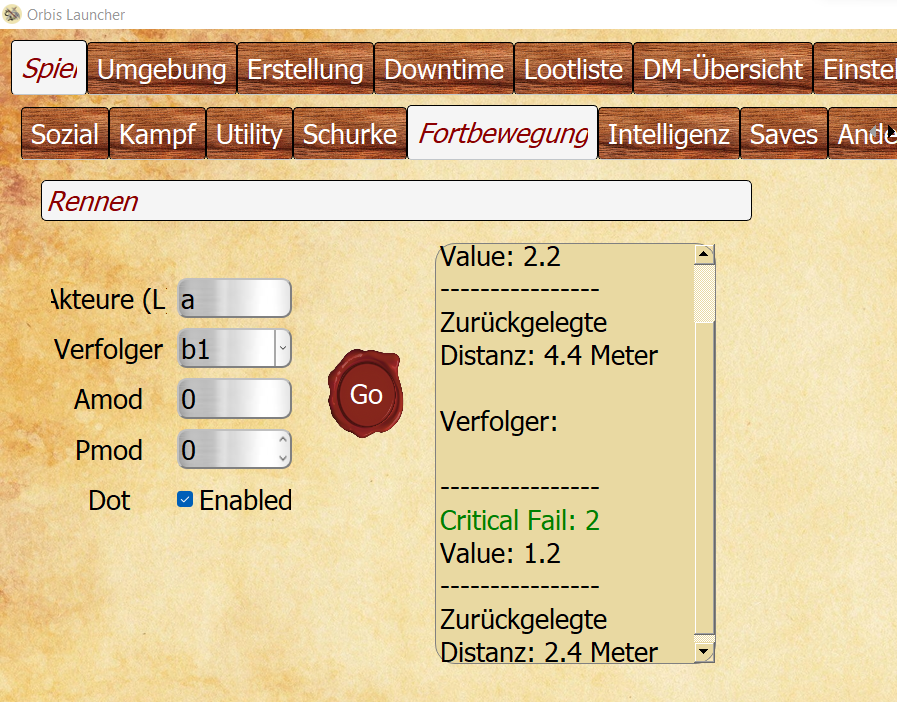 Orbis Launcher
Spiel Umgebung Erstellung Downtime Lootliste DM-Übersicht Einstel
Sozial Kampf Utility Schurke Fortbewegung Intelligenz Saves Ande
Rennen
Akteure (L a
Verfolger b1
Amod 0
Pmod 0
Dot Enabled
Go
Value: 2.2
----------------
Zurückgelegte
Distanz: 4.4 Meter
Verfolger:
----------------
Critical Fail: 2
Value: 1.2
----------------
Zurückgelegte
Distanz: 2.4 Meter